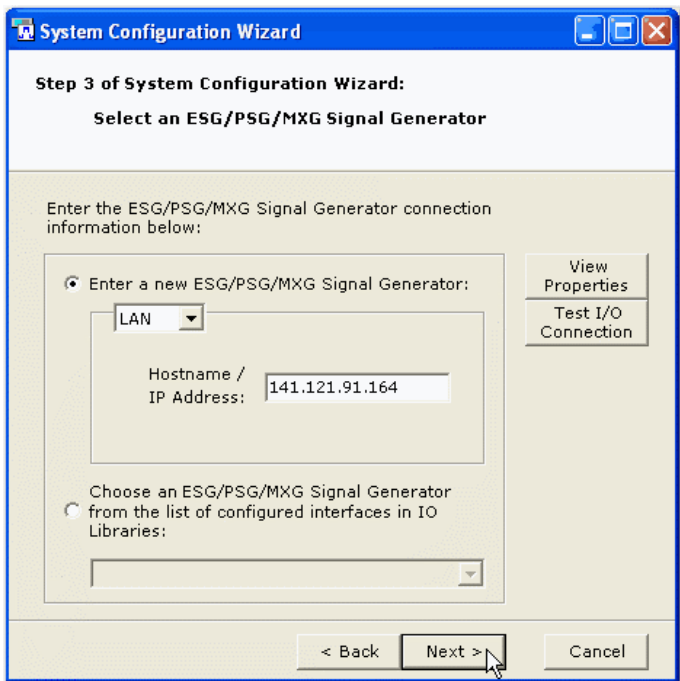 System Configuration Wizard
Step 3 of System Configuration Wizard:
Select an ESG/PSG/MXG Signal Generator
Enter the ESG/PSG/MXG Signal Generator connection
information below:
Enter a new ESG/PSG/MXG Signal Generator:
LAN
Hostname /
IP Address:
141.121.91.164
Choose an ESG/PSG/MXG Signal Generator
from the list of configured interfaces in IO
Libraries:
View
Properties
Test I/O
Connection
< Back
Next >
Cancel